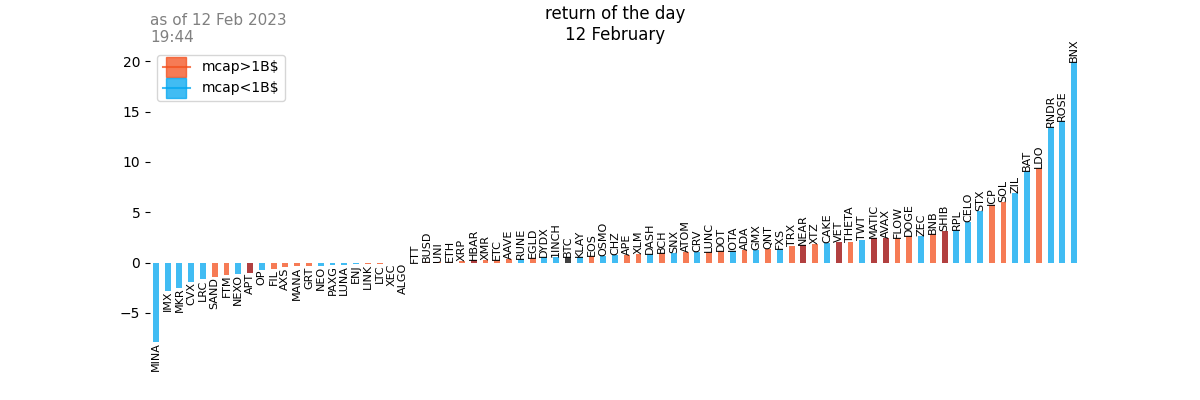 as of 12 Feb 2023
19:44
return of the day
12 February
mcap>1B$
mcap<1B$
20
15
10
5
0
−5
MINA
IMX
MKR
CVX
LRC
SAND
FTM
NEXO
APT
OP
FIL
AXS
MANA
GRT
NEO
PAXG
LUNA
ENJ
LINK
LTC
XEC
ALGO
FTT
BUSD
UNI
ETH
XRP
HBAR
XMR
ETC
AAVE
RUNE
EGLD
DYDX
1INCH
BTC
KLAY
EOS
OSMO
CHZ
APE
XLM
DASH
BCH
SNX
ATOM
CRV
LUNC
DOT
IOTA
ADA
GMX
QNT
FXS
TRX
NEAR
XTZ
CAKE
VET
THETA
TWT
MATIC
AVAX
FLOW
DOGE
ZEC
BNB
SHIB
RPL
CELO
STX
ICP
SOL
ZIL
BAT
LDO
RNDR
ROSE
BNX